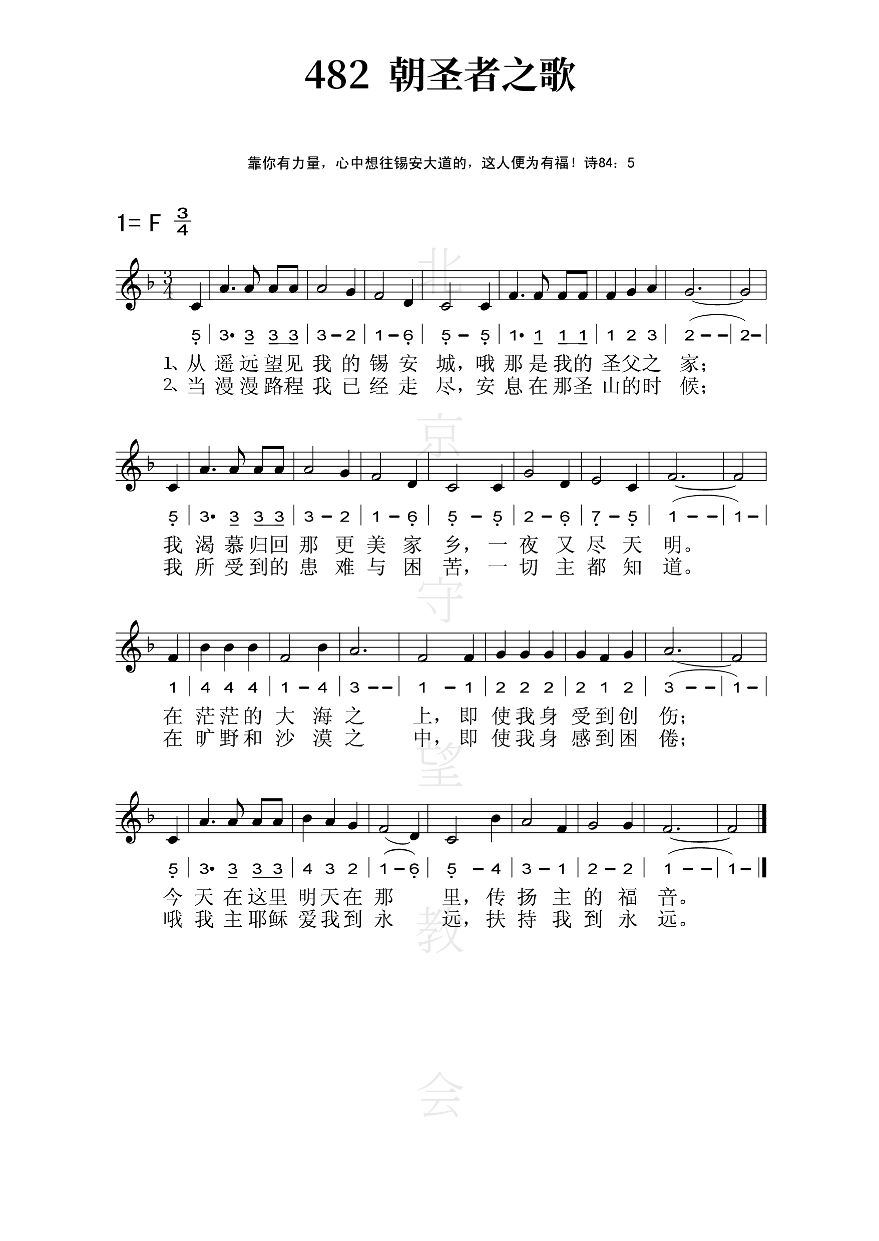 482 朝圣者之歌
靠你有力量，心中想往锡安大道的，这人便为有福！诗84：5
1= F 3/4
5 | 3· 3 3 3 | 3 – 2 | 1 – 6 | 5 – 5 | 1· 1 1 1 | 1 2 3 | 2 – – | 2 – |
1、从 遥 远 望 见 我 的 锡 安 城，哦 那 是 我的 圣父之 家；
2、当 漫 漫 路程 我 已 经 走 尽，安 息 在 那 圣 山的时 候；
5 | 3· 3 3 3 | 3 – 2 | 1 – 6 | 5 – 5 | 2 – 6 | 7 – 5 | 1 – – | 1 – |
我 渴 慕 归回 那 更 美 家 乡，一 夜 又 尽 天 明。
我 所 受 到的 患 难 与 困 苦，一 切 主 都 知 道。
1 | 4 4 4 | 1 – 4 | 3 – – | 1 – 1 | 2 2 2 | 2 1 2 | 3 – – | 1 – |
在 茫 茫 的 大 海 之 上，即 使 我 身 受 到 创 伤；
在 旷 野 和 沙 漠 之 中，即 使 我 身 感 到 困 倦；
5 | 3· 3 3 3 | 4 3 2 | 1 – 6 | 5 – 4 | 3 – 1 | 2 – 2 | 1 – – | 1 – |
今 天 在 这里 明天在 那 里，传 扬 主 的 福 音。
哦 我 主 耶稣 爱我到 永 远，扶 持 我 到 永 远。
北京守望教会